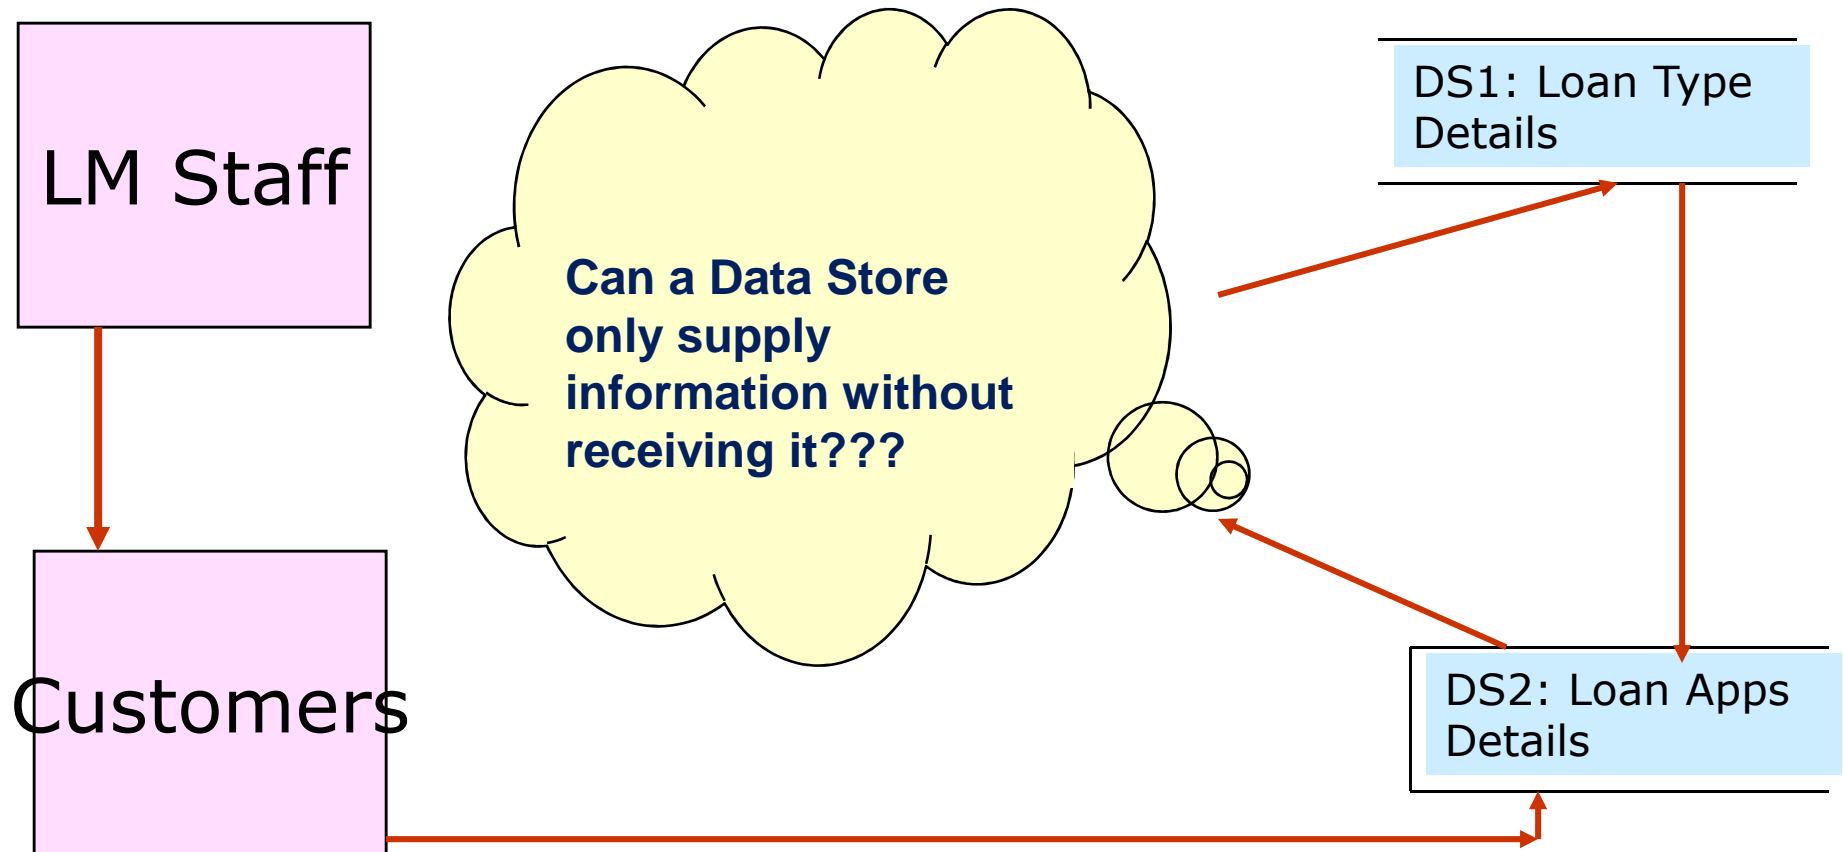 LM Staff
Can a Data Store
only supply
information without
receiving it???
DS1: Loan Type
Details
Customers
DS2: Loan Apps
Details